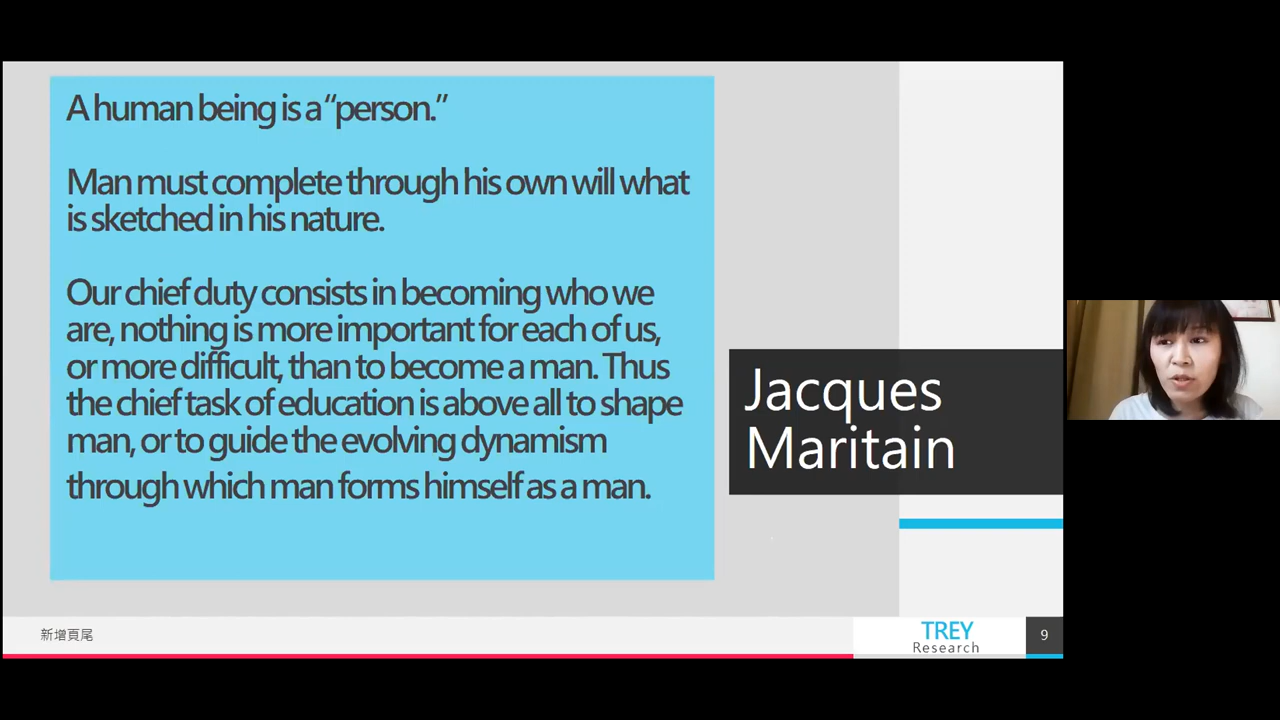 A human being is a “person.”
Man must complete through his own will what
is sketched in his nature.
Our chief duty consists in becoming who we
are, nothing is more important for each of us,
or more difficult, than to become a man. Thus
the chief task of education is above all to shape
man, or to guide the evolving dynamism
through which man forms himself as a man.
Jacques
Maritain
新增頁尾
TREY
Research
9